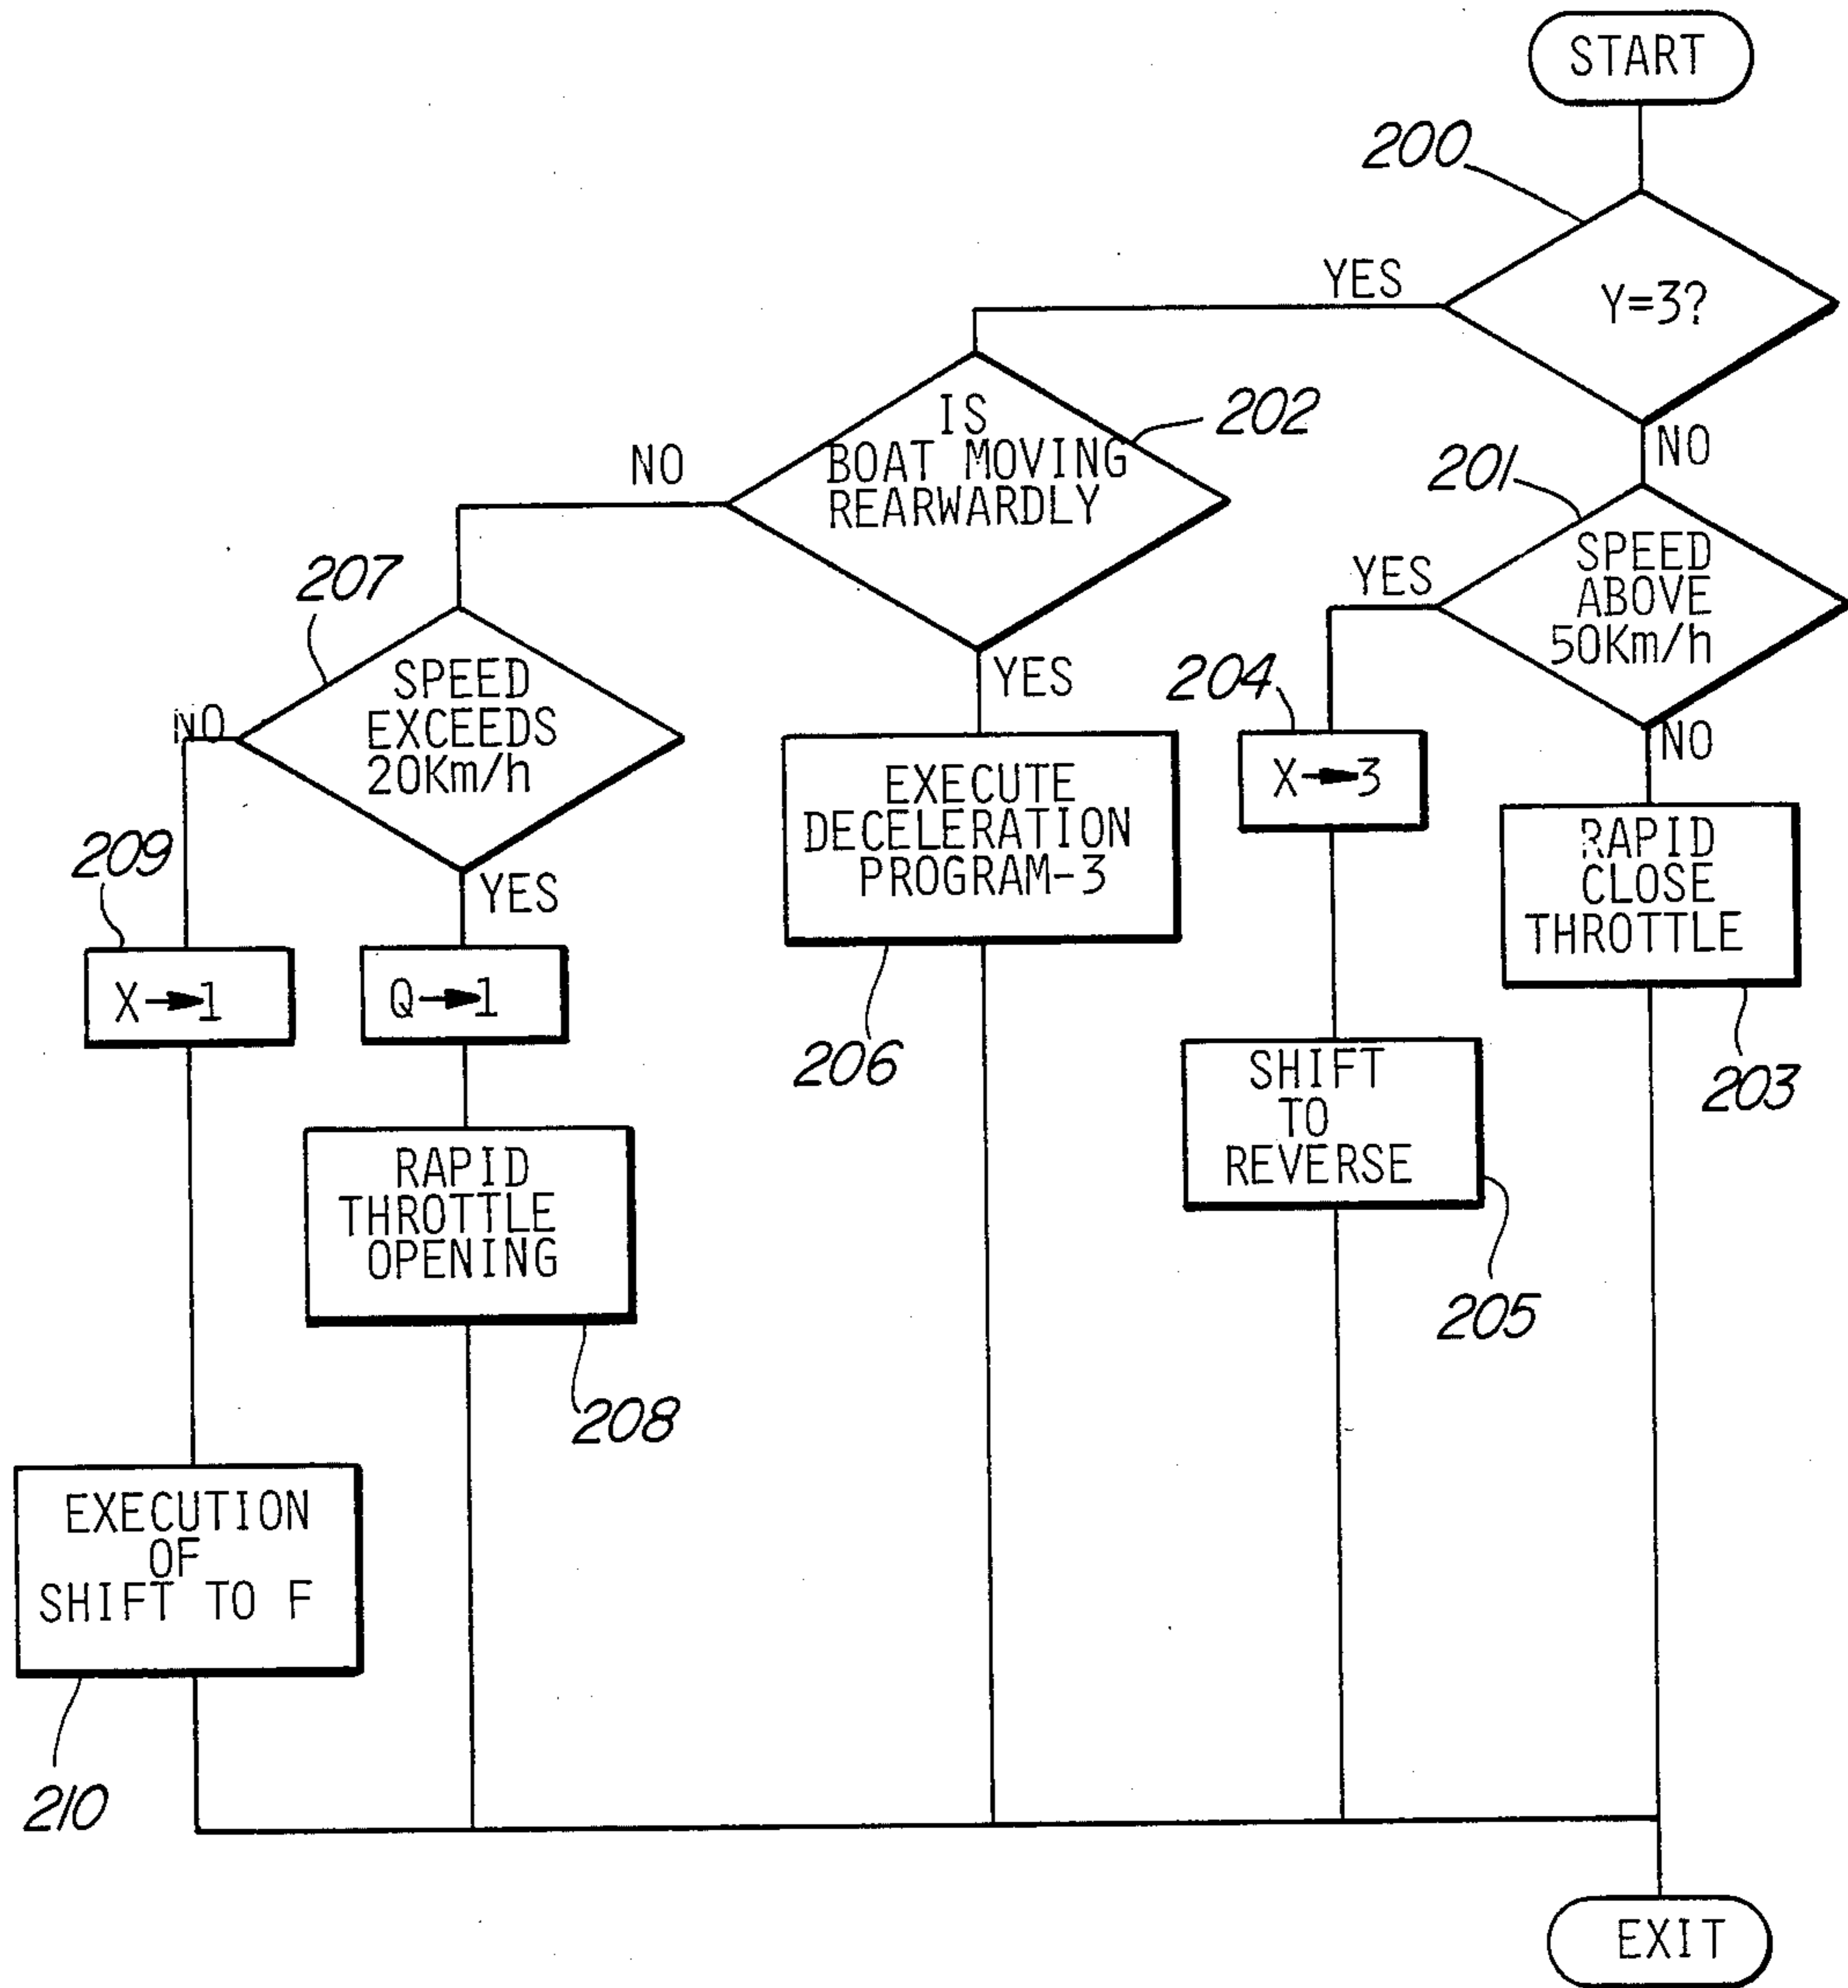 START
200
YES
Y=3?
NO
202
IS
BOAT MOVING
REARWARDLY
NO
YES
201
SPEED
ABOVE
50Km/h
YES
NO
207
SPEED
EXCEEDS
20Km/h
NO
YES
204
X→3
EXECUTE
DECELERATION
PROGRAM-3
206
RAPID
CLOSE
THROTTLE
203
209
X→1
Q→1
SHIFT
TO
REVERSE
205
RAPID
THROTTLE
OPENING
208
EXECUTION
OF
SHIFT TO F
210
EXIT